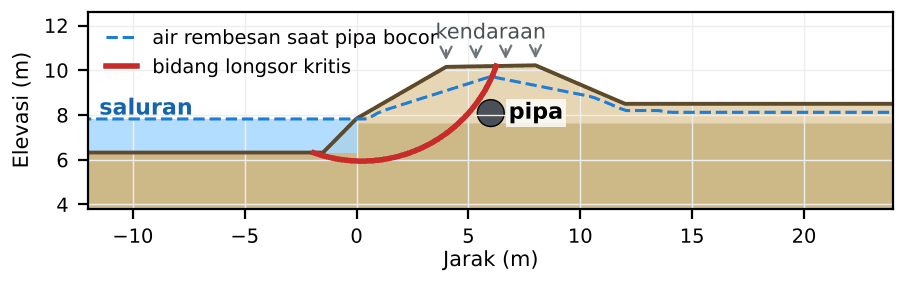 air rembesan saat pipa bocor
bidang longsor kritis
kendaraan
saluran
pipa
Elevasi (m)
12
10
8
6
4
−10
−5
0
5
10
15
20
Jarak (m)